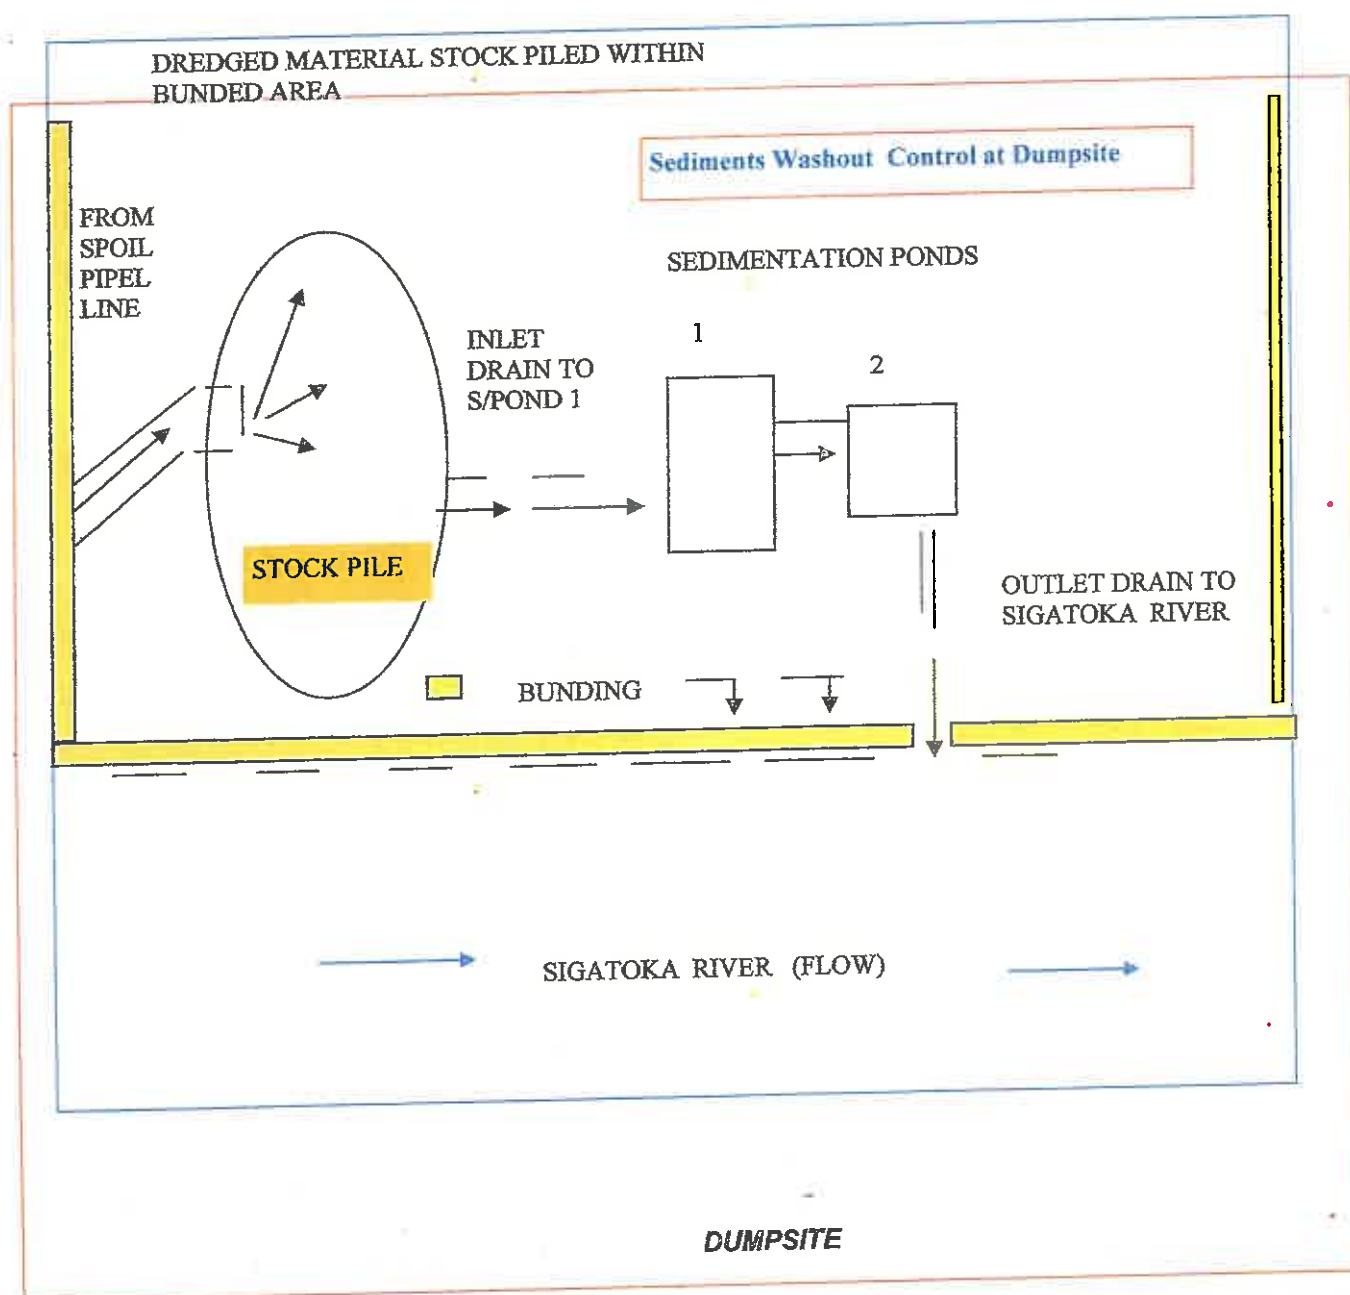 DREDGED MATERIAL STOCK PILED WITHIN
BUNDED AREA
Sediments Washout Control at Dumpsite
FROM
SPOIL
PIPEL
LINE
SEDIMENTATION PONDS
INLET
DRAIN TO
S/POND 1
1
2
STOCK PILE
OUTLET DRAIN TO
SIGATOKA RIVER
BUNDING
SIGATOKA RIVER (FLOW)
DUMPSITE